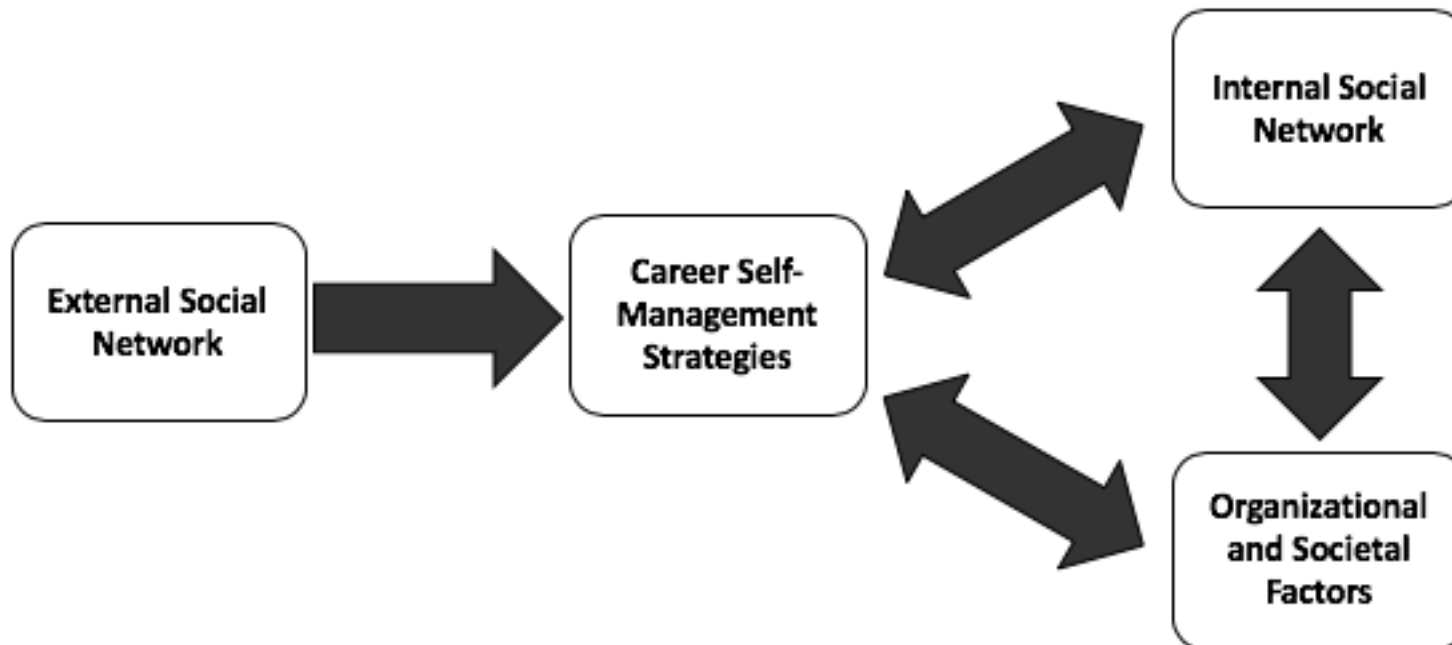 External Social
Network
Career Self-
Management
Strategies
Internal Social
Network
Organizational
and Societal
Factors